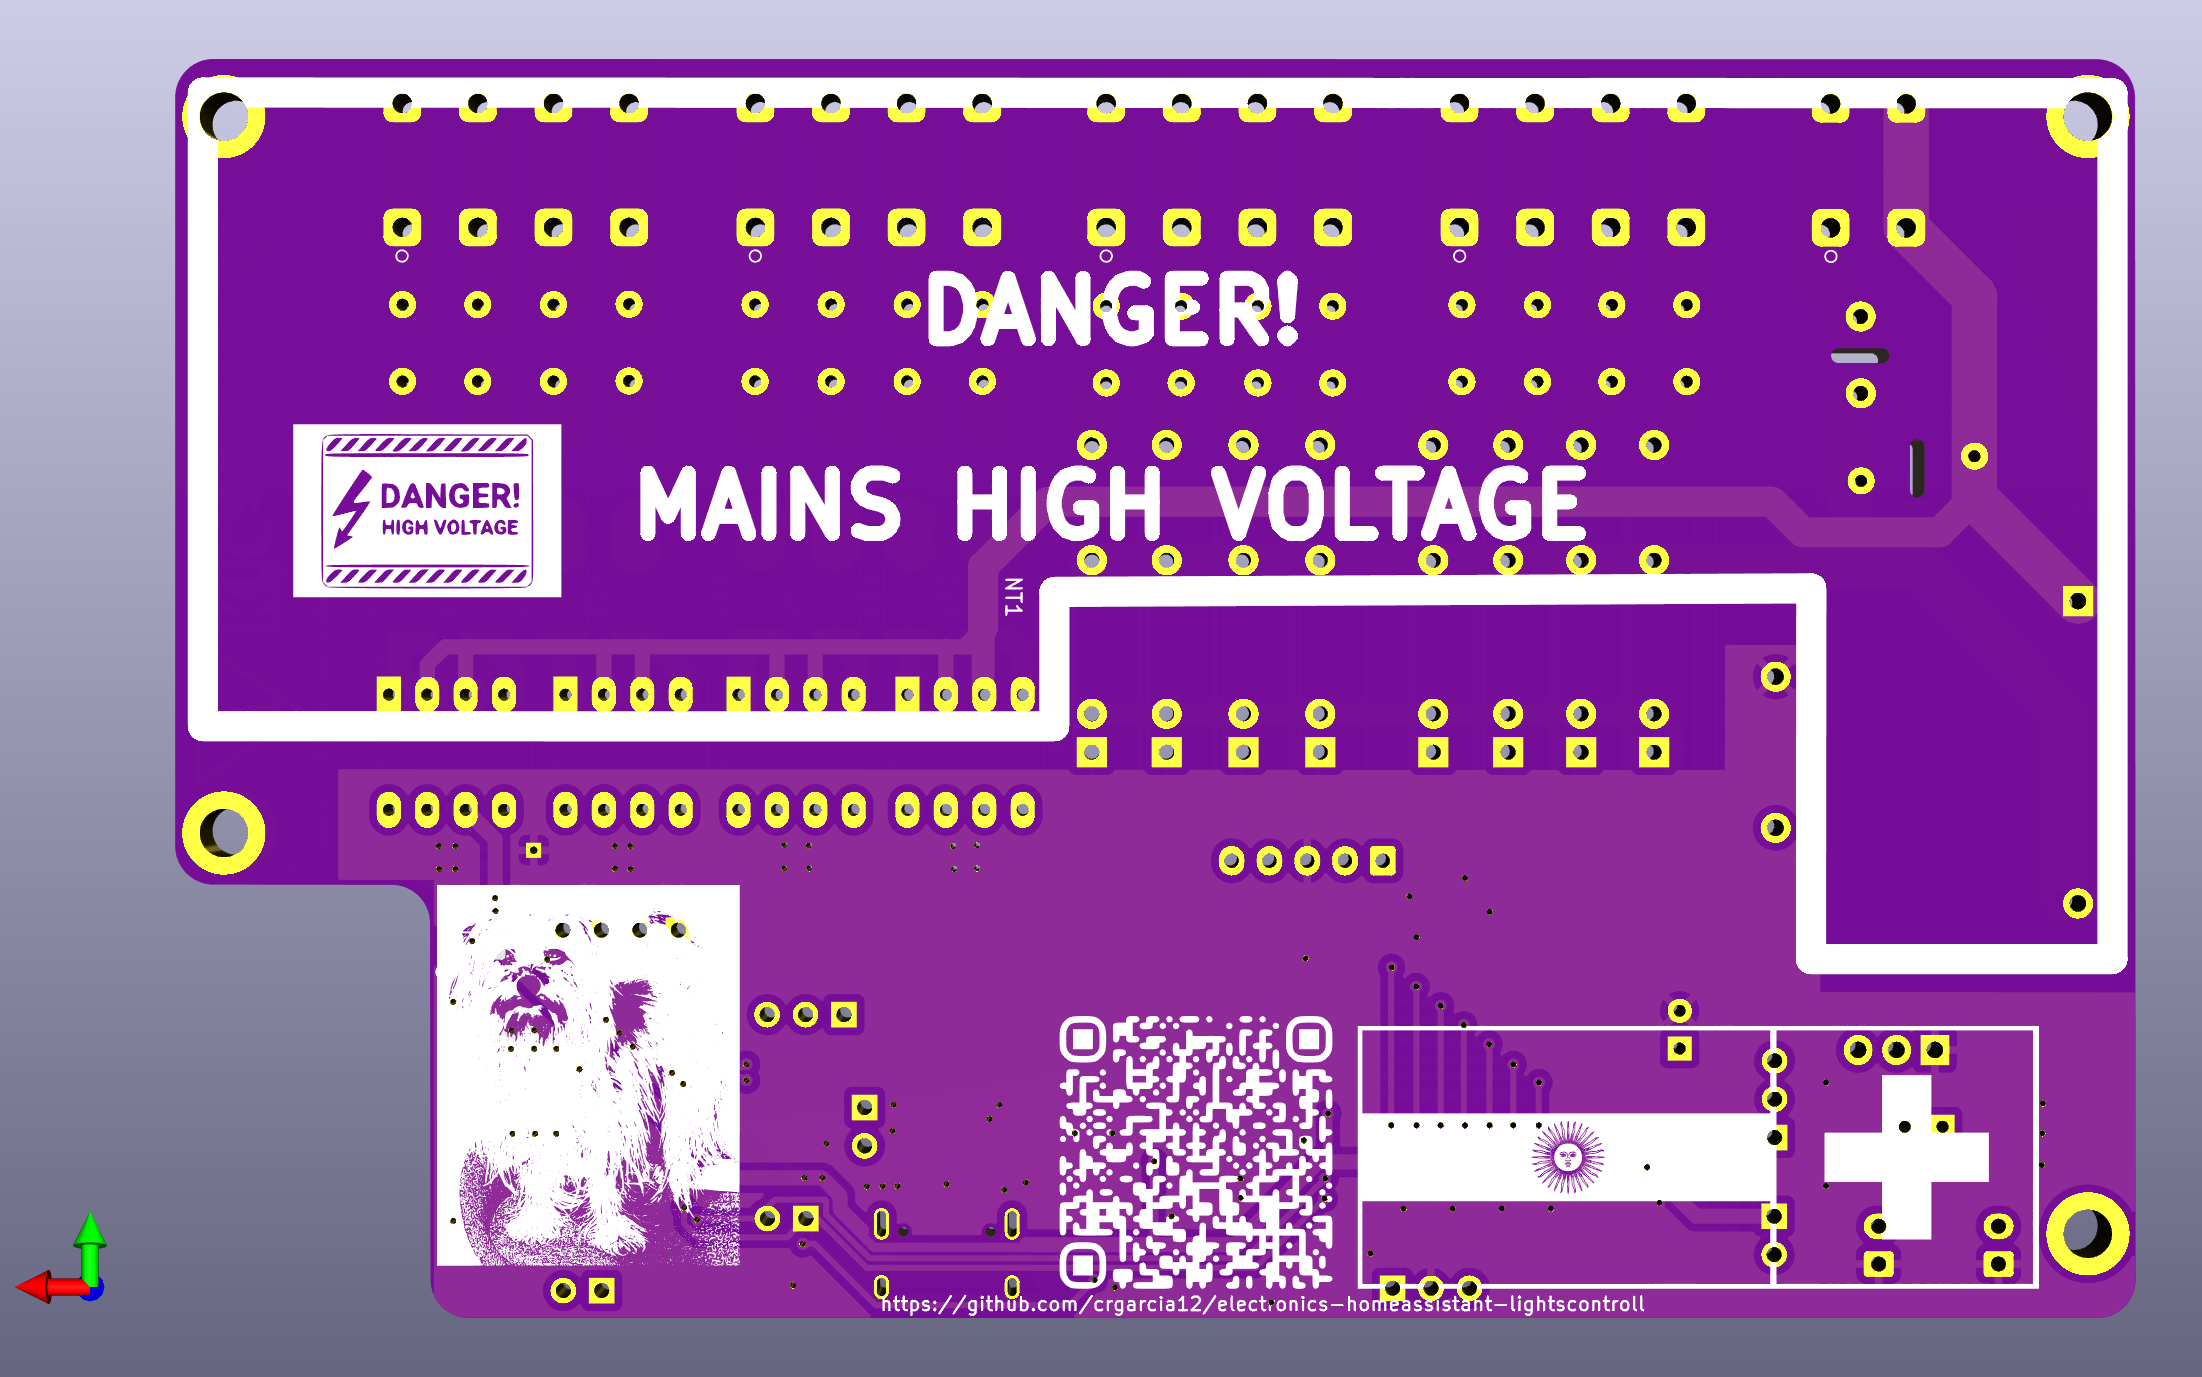 DANGER!
MAINS HIGH VOLTAGE
DANGER!
HIGH VOLTAGE
NT1
https://github.com/crgarcia12/electronics-homeassistant-lightscontroll